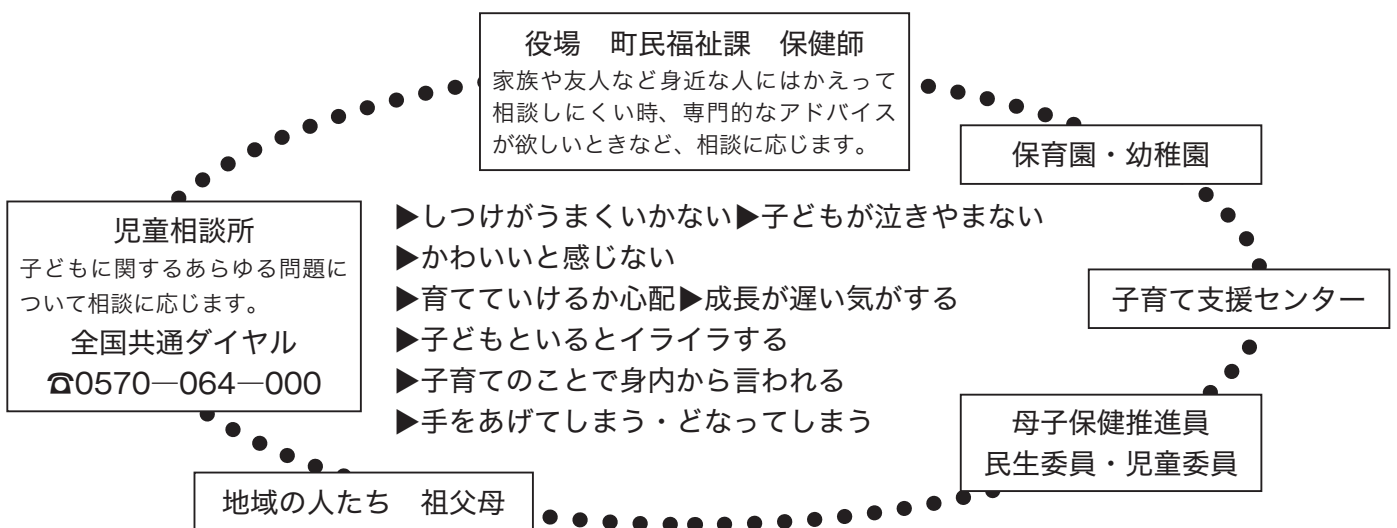 役場　町民福祉課　保健師
家族や友人など身近な人にはかえって
相談しにくい時、専門的なアドバイス
が欲しいときなど、相談に応じます。
保育園・幼稚園
子育て支援センター
母子保健推進員
民生委員・児童委員
地域の人たち　祖父母
児童相談所
子どもに関するあらゆる問題に
ついて相談に応じます。
全国共通ダイヤル
☎0570―064―000
▶しつけがうまくいかない▶子どもが泣きやまない
▶かわいいと感じない
▶育てていけるか心配▶成長が遅い気がする
▶子どもといるとイライラする
▶子育てのことで身内から言われる
▶手をあげてしまう・どなってしまう